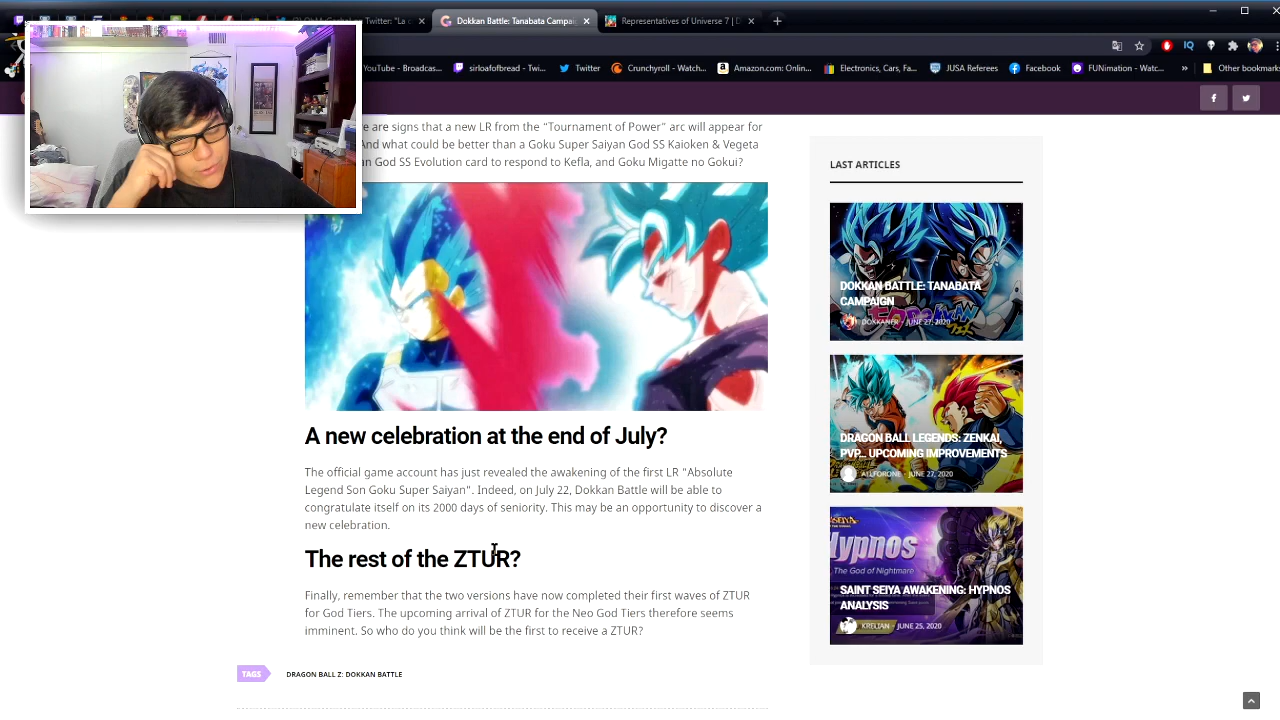 Twitter: "La c
Dokkan Battle: Tanabata Campai
Representatives of Universe 7 | D
YouTube - Broadcas...
sirloafofbread - Twi...
Twitter
Crunchyroll - Watch...
Amazon.com: Onlin...
Electronics, Cars, Fa...
JUSA Referees
Facebook
FUNimation - Watc...
Other bookmarks
e are signs that a new LR from the "Tournament of Power" arc will appear for
And what could be better than a Goku Super Saiyan God SS Kaioken & Vegeta
n God SS Evolution card to respond to Kefla, and Goku Migatte no Gokui?
A new celebration at the end of July?
The official game account has just revealed the awakening of the first LR "Absolute
Legend Son Goku Super Saiyan". Indeed, on July 22, Dokkan Battle will be able to
congratulate itself on its 2000 days of seniority. This may be an opportunity to discover a
new celebration.
The rest of the ZTUR?
Finally, remember that the two versions have now completed their first waves of ZTUR
for God Tiers. The upcoming arrival of ZTUR for the Neo God Tiers therefore seems
imminent. So who do you think will be the first to receive a ZTUR?
TAGS
DRAGON BALL Z: DOKKAN BATTLE
LAST ARTICLES
DOKKAN BATTLE: TANABATA
CAMPAIGN
DOKKANER - JUNE 27, 2020
DRAGON BALL LEGENDS: ZENKAI,
PVP... UPCOMING IMPROVEMENTS
ALLFORONE - JUNE 27, 2020
Hypnos
The God of Nightmare
SAINT SEIYA AWAKENING: HYPNOS
ANALYSIS
KRELIAN - JUNE 25, 2020